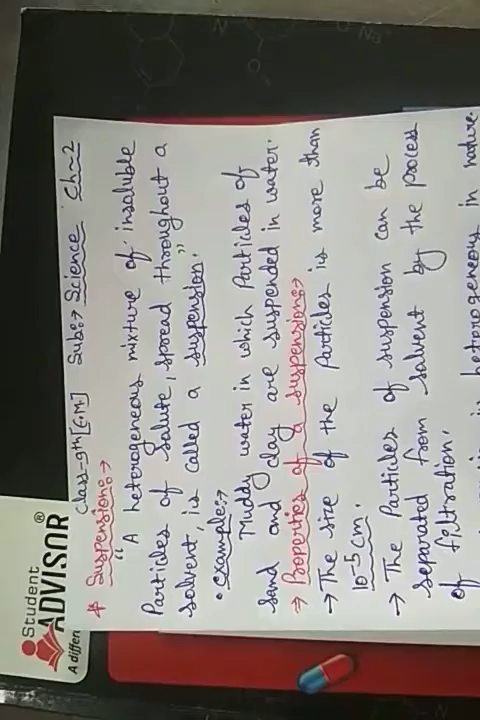 Student
ADVISOR®
A differen
class-9th[E.M.] Sub:→ Science Ch-2
* Suspension:→
"A heterogeneous mixture of insoluble
Particles of solute, spread throughout a
solvent, is called a suspension."
• Example:→
Muddy water in which Particles of
sand and clay are suspended in water.
→ Properties of a suspension:→
→ The size of the Particles is more than
10-5 cm.
→ The Particles of suspension can be
separated from solvent by the process
of filtration.
is heterogeneous in nature.